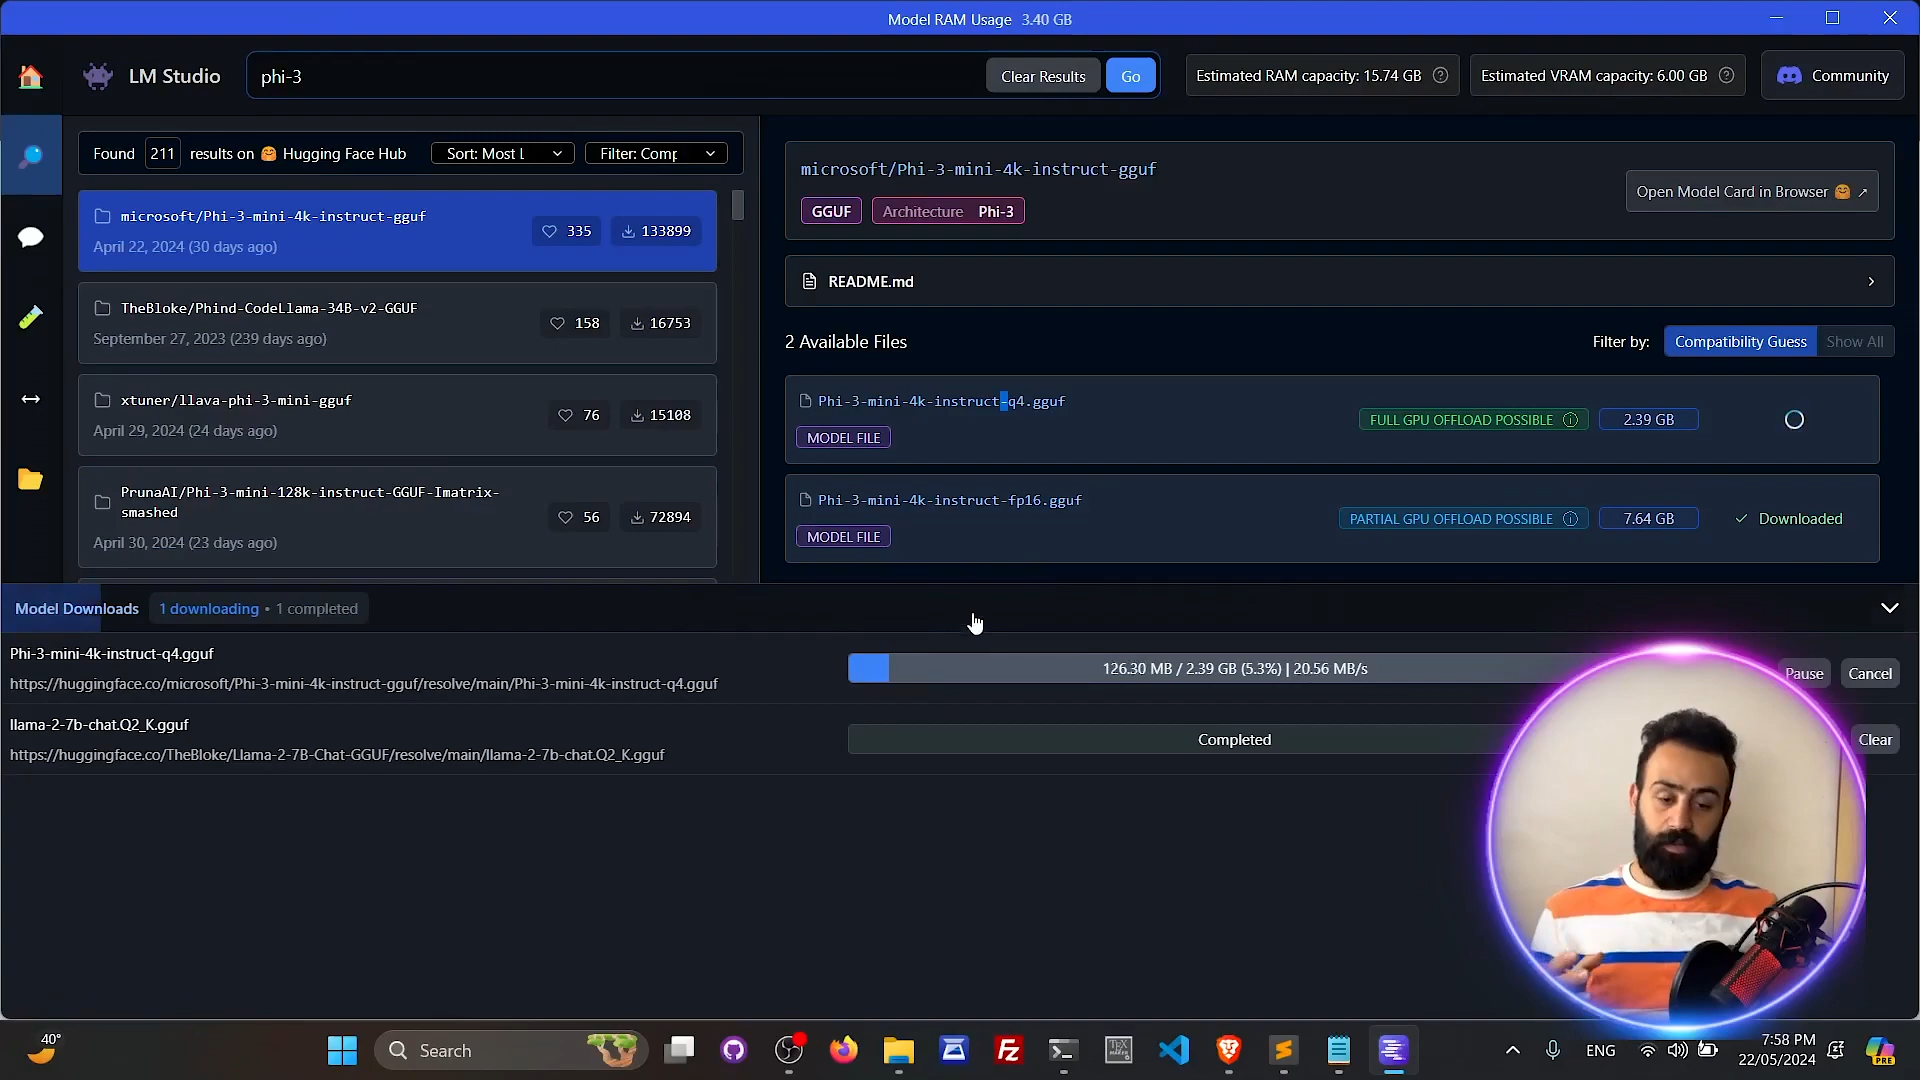 Model RAM Usage 3.40 GB
LM Studio
phi-3
Clear Results
Go
Estimated RAM capacity: 15.74 GB
Estimated VRAM capacity: 6.00 GB
Community
Found 211 results on Hugging Face Hub
Sort: Most l
Filter: Comp
microsoft/Phi-3-mini-4k-instruct-gguf
April 22, 2024 (30 days ago)
335
133899
TheBloke/Phind-CodeLlama-34B-v2-GGUF
September 27, 2023 (239 days ago)
158
16753
xtuner/llava-phi-3-mini-gguf
April 29, 2024 (24 days ago)
76
15108
PrunaAI/Phi-3-mini-128k-instruct-GGUF-Imatrix-
smashed
April 30, 2024 (23 days ago)
56
72894
microsoft/Phi-3-mini-4k-instruct-gguf
GGUF
Architecture Phi-3
Open Model Card in Browser
README.md
2 Available Files
Filter by:
Compatibility Guess
Show All
Phi-3-mini-4k-instruct-q4.gguf
MODEL FILE
FULL GPU OFFLOAD POSSIBLE
2.39 GB
Phi-3-mini-4k-instruct-fp16.gguf
MODEL FILE
PARTIAL GPU OFFLOAD POSSIBLE
7.64 GB
Downloaded
Model Downloads
1 downloading • 1 completed
Phi-3-mini-4k-instruct-q4.gguf
https://huggingface.co/microsoft/Phi-3-mini-4k-instruct-gguf/resolve/main/Phi-3-mini-4k-instruct-q4.gguf
126.30 MB / 2.39 GB (5.3%) | 20.56 MB/s
Pause
Cancel
llama-2-7b-chat.Q2_K.gguf
https://huggingface.co/TheBloke/Llama-2-7B-Chat-GGUF/resolve/main/llama-2-7b-chat.Q2_K.gguf
Completed
Clear
40°
Search
Fz
ENG
7:58 PM
22/05/2024
PRE